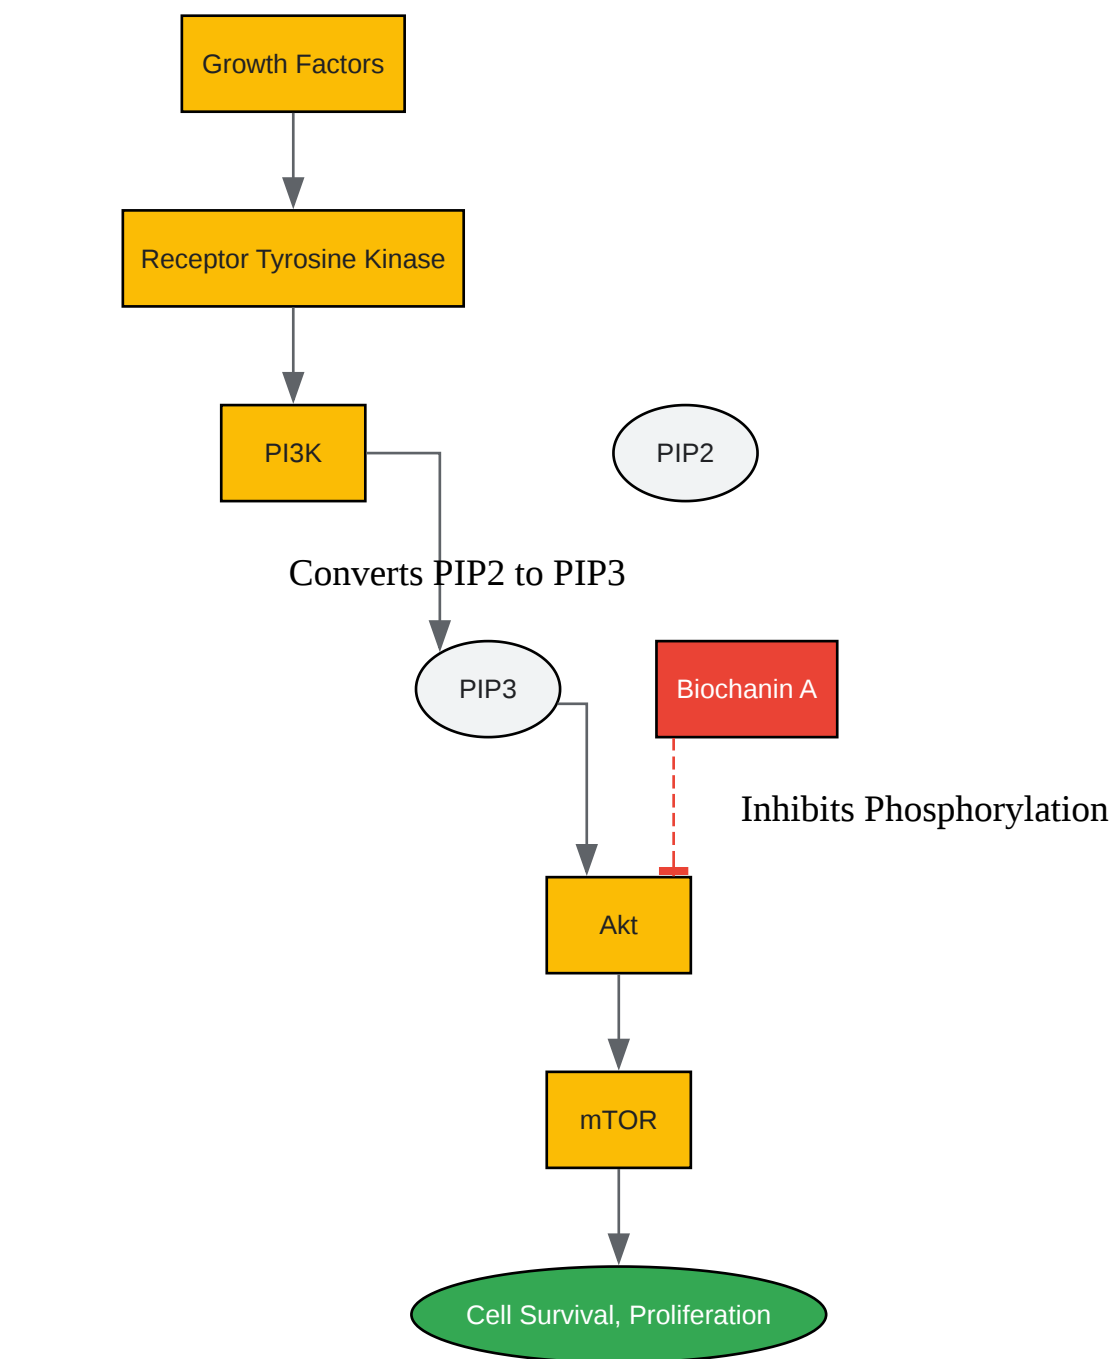 Growth Factors
Receptor Tyrosine Kinase
PI3K
PIP2
Converts PIP2 to PIP3
PIP3
Biochanin A
Inhibits Phosphorylation
Akt
mTOR
Cell Survival, Proliferation